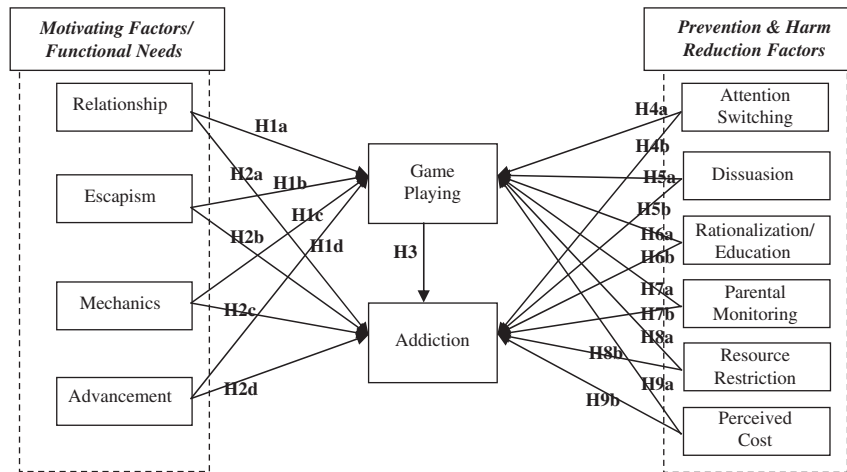 Motivating Factors/
Functional Needs
Relationship
Escapism
Mechanics
Advancement
H1a
H2a
H1b
H1c
H2b
H1d
H2c
H2d
Game
Playing
H3
Addiction
H4a
H4b
H5a
H5b
H6a
H6b
H7a
H7b
H8a
H8b
H9a
H9b
Prevention & Harm
Reduction Factors
Attention
Switching
Dissuasion
Rationalization/
Education
Parental
Monitoring
Resource
Restriction
Perceived
Cost